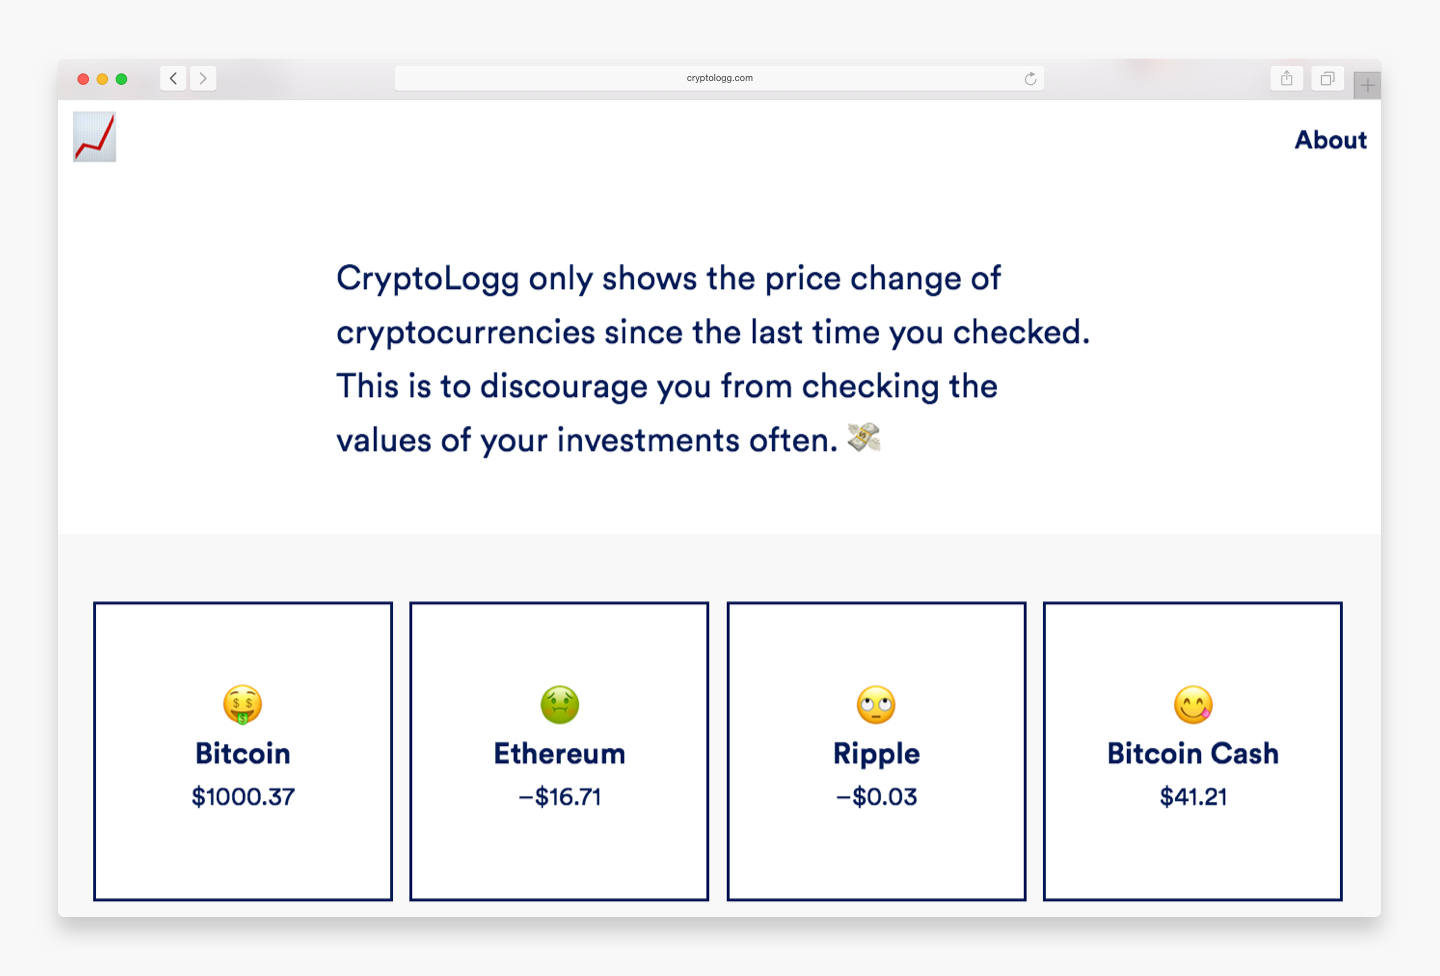 cryptologg.com
About
CryptoLogg only shows the price change of
cryptocurrencies since the last time you checked.
This is to discourage you from checking the
values of your investments often. 💸
🤑
Bitcoin
$1000.37
🤢
Ethereum
–$16.71
🙄
Ripple
–$0.03
😋
Bitcoin Cash
$41.21